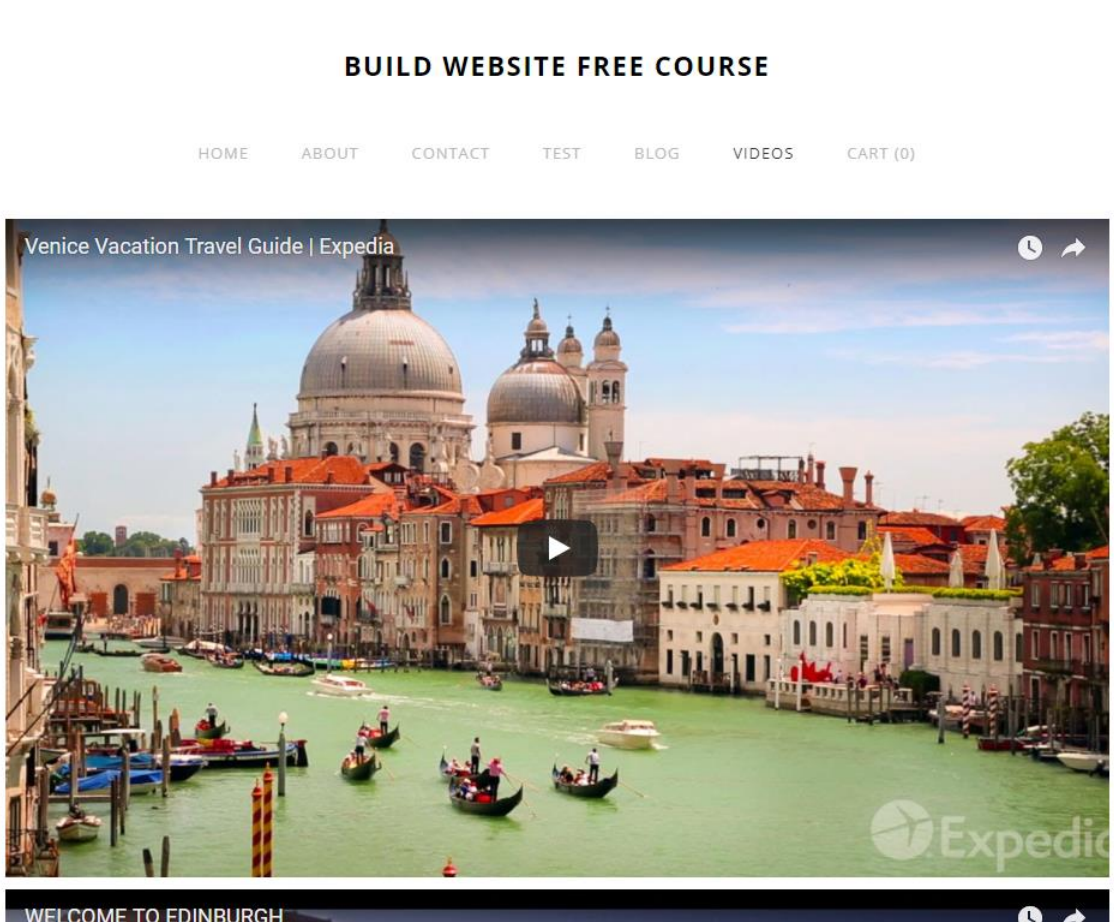 BUILD WEBSITE FREE COURSE
HOME ABOUT CONTACT TEST BLOG VIDEOS CART (0)
Venice Vacation Travel Guide | Expedia
Expedia
WELCOME TO EDINBURGH